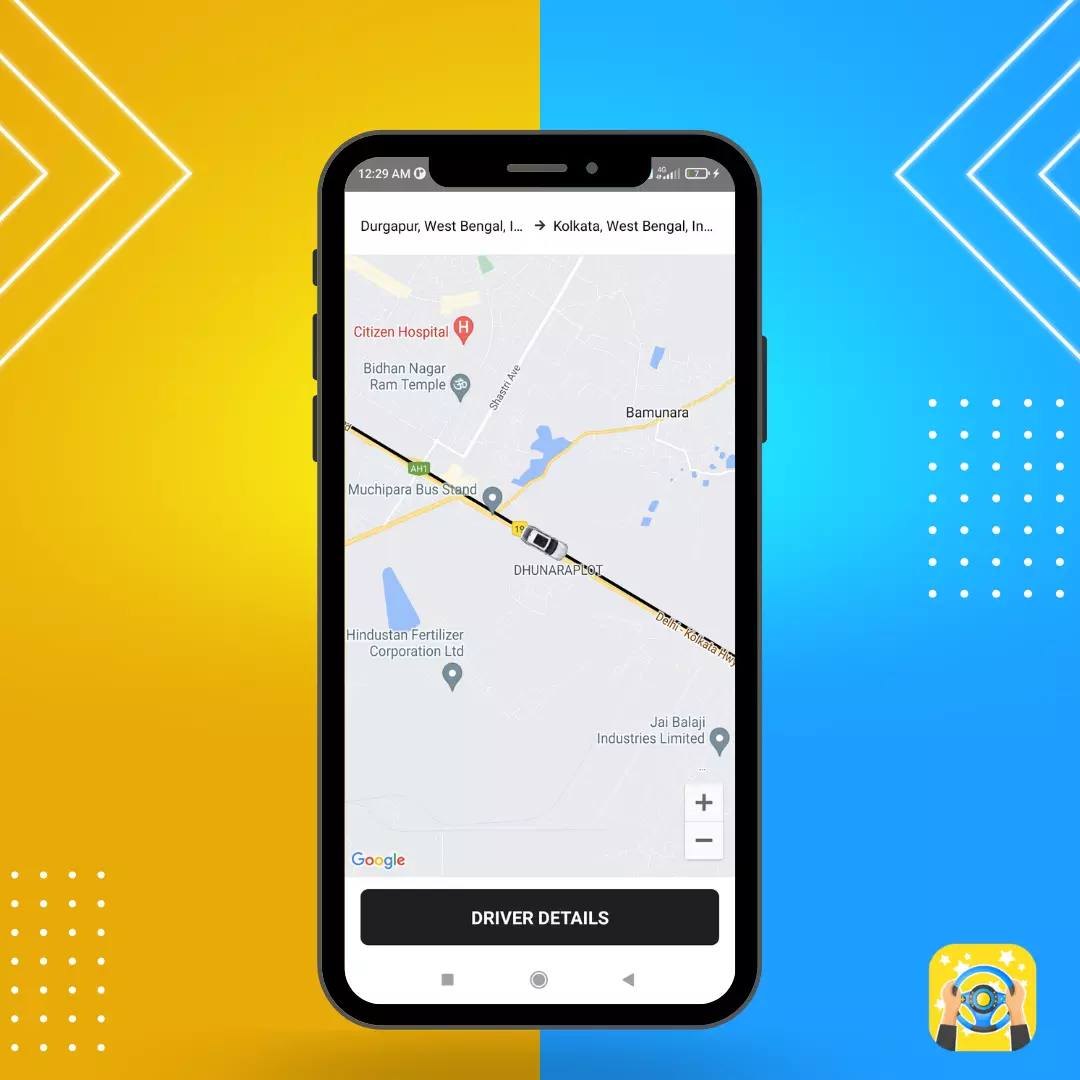 12:29 AM
4G
7
Durgapur, West Bengal, I... → Kolkata, West Bengal, In...
Citizen Hospital
H
Bidhan Nagar
Ram Temple
ॐ
Shastri Ave
Bamunara
AH1
Muchipara Bus Stand
19
DHUNARAPLOT
Delhi - Kolkata Hwy
Hindustan Fertilizer
Corporation Ltd
Jai Balaji
Industries Limited
...
+
−
Google
DRIVER DETAILS